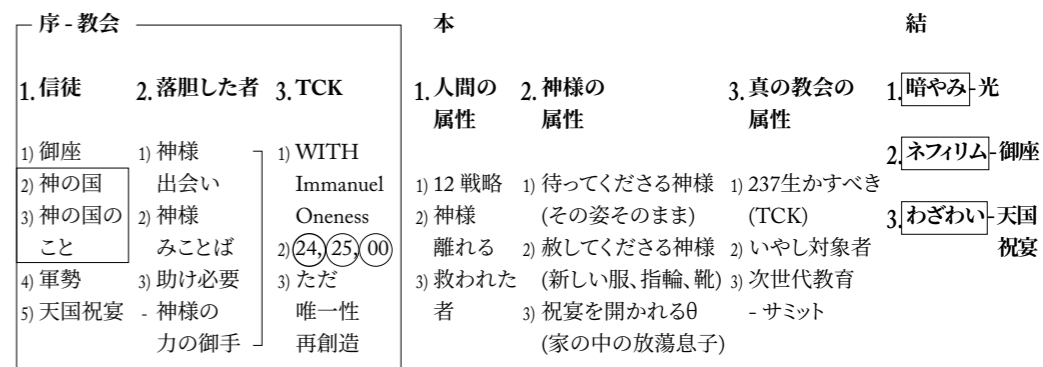 序 - 教会
1. 信徒
1) 御座
2) 神の国
3) 神の国の
こと
4) 軍勢
5) 天国祝宴
2. 落胆した者
1) 神様
出会い
2) 神様
みことば
3) 助け必要
- 神様の
力の御手
3. TCK
1) WITH
Immanuel
Oneness
2) 24, 25, 00
3) ただ
唯一性
再創造
本
1. 人間の
属性
1) 12 戦略
2) 神様
離れる
3) 救われた
者
2. 神様の
属性
1) 待ってくださる神様
(その姿そのまま)
2) 赦してくださる神様
(新しい服、指輪、靴)
3) 祝宴を開かれるθ
(家の中の放蕩息子)
3. 真の教会の
属性
1) 237生かすべき
(TCK)
2) いやし対象者
3) 次世代教育
- サミット
結
1. 暗やみ - 光
2. ネフィリム - 御座
3. わざわい - 天国
祝宴